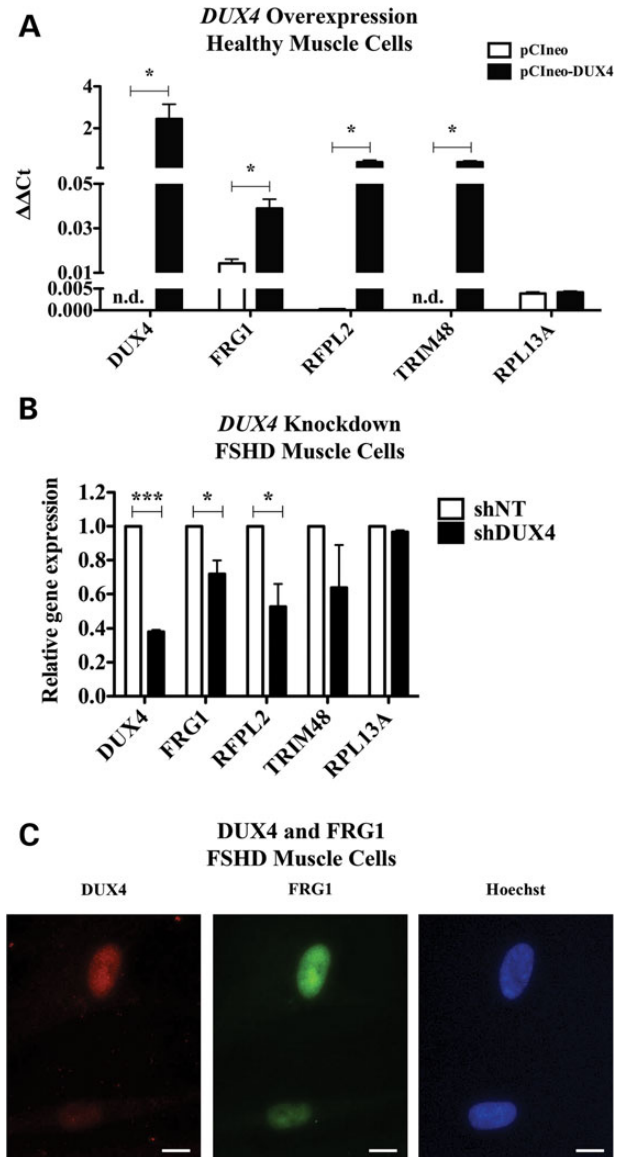 A
DUX4 Overexpression
Healthy Muscle Cells
pCIneo
pCIneo-DUX4
ΔΔCt
4
2
0.05
0.03
0.01
0.005
0.000
n.d.
n.d.
*
*
*
*
DUX4
FRG1
RFPL2
TRIM48
RPL13A
B
DUX4 Knockdown
FSHD Muscle Cells
shNT
shDUX4
Relative gene expression
1.2
1.0
0.8
0.6
0.4
0.2
0.0
***
*
*
DUX4
FRG1
RFPL2
TRIM48
RPL13A
C
DUX4 and FRG1
FSHD Muscle Cells
DUX4
FRG1
Hoechst